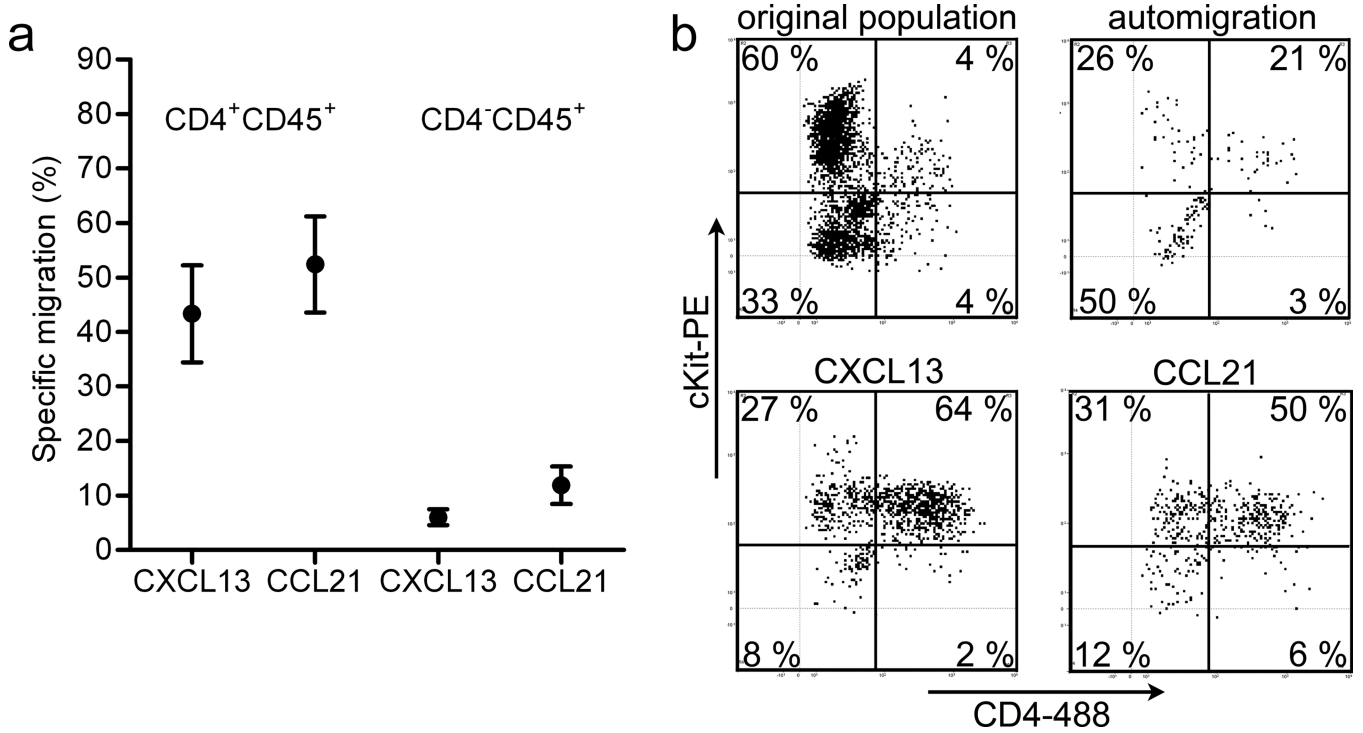 a
Specific migration (%)
90
80
70
60
50
40
30
20
10
0
CD4+CD45+
CD4-CD45+
CXCL13 CCL21 CXCL13 CCL21
b
original population
60 % 4 %
33 % 4 %
automigration
26 % 21 %
50 % 3 %
CXCL13
27 % 64 %
8 % 2 %
CCL21
31 % 50 %
12 % 6 %
cKit-PE
CD4-488